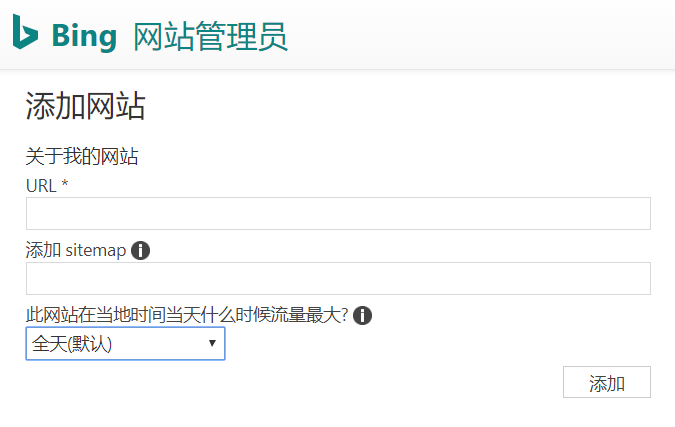 Bing 网站管理员
添加网站
关于我的网站
URL *
添加 sitemap
此网站在当地时间当天什么时候流量最大?
全天(默认)
添加